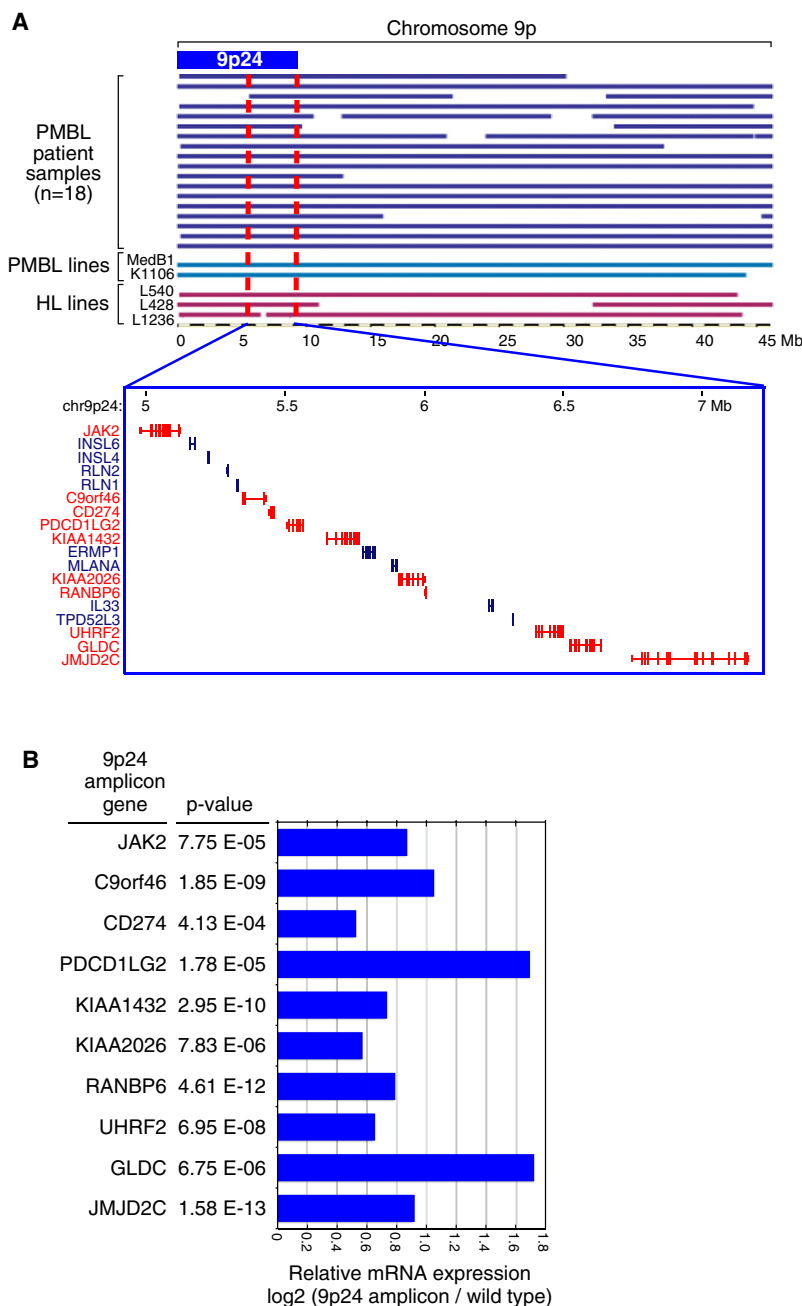 A
Chromosome 9p
9p24
PMBL
patient
samples
(n=18)
PMBL lines
MedB1
K1106
HL lines
L540
L428
L1236
0 5 10 15 20 25 30 35 40 45 Mb
chr9p24: 5 5.5 6 6.5 7 Mb
JAK2
INSL6
INSL4
RLN2
RLN1
C9orf46
CD274
PDCD1LG2
KIAA1432
ERMP1
MLANA
KIAA2026
RANBP6
IL33
TPD52L3
UHRF2
GLDC
JMJD2C
B
9p24
amplicon
gene p-value
JAK2 7.75 E-05
C9orf46 1.85 E-09
CD274 4.13 E-04
PDCD1LG2 1.78 E-05
KIAA1432 2.95 E-10
KIAA2026 7.83 E-06
RANBP6 4.61 E-12
UHRF2 6.95 E-08
GLDC 6.75 E-06
JMJD2C 1.58 E-13
0 0.2 0.4 0.6 0.8 1.0 1.2 1.4 1.6 1.8
Relative mRNA expression
log2 (9p24 amplicon / wild type)